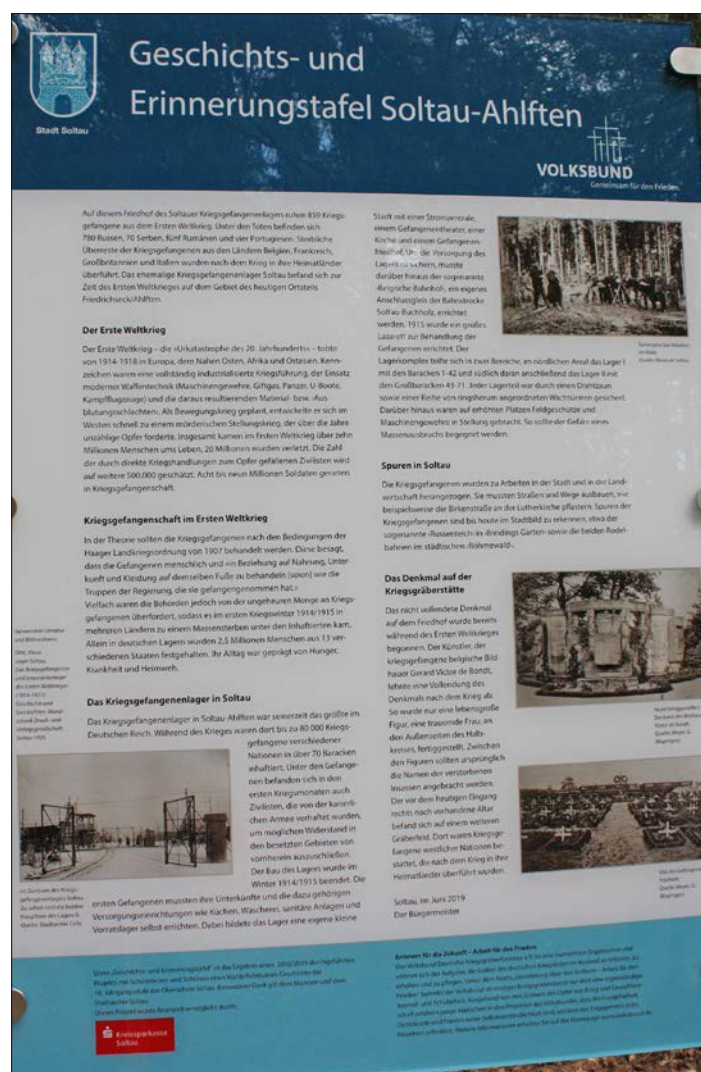 Geschichts- und
Erinnerungstafel Soltau-Ahlften
Stadt Soltau
VOLKSBUND
Gemeinsam für den Frieden.
Auf diesem Friedhof des Soltauer Kriegsgefangenenlagers ruhen 859 Kriegs-
gefangene aus dem Ersten Weltkrieg. Unter den Toten befinden sich
780 Russen, 70 Serben, fünf Rumänen und vier Portugiesen. Sterbliche
Überreste der Kriegsgefangenen aus den Ländern Belgien, Frankreich,
Großbritannien und Italien wurden nach dem Krieg in ihre Heimatländer
überführt. Das ehemalige Kriegsgefangenenlager Soltau befand sich zur
Zeit des Ersten Weltkrieges auf dem Gebiet des heutigen Ortsteils
Friedrichseck/Ahlften.
Der Erste Weltkrieg
Der Erste Weltkrieg – die »Urkatastrophe des 20. Jahrhunderts« – tobte
von 1914-1918 in Europa, dem Nahen Osten, Afrika und Ostasien. Kenn-
zeichen waren eine vollständig industrialisierte Kriegsführung, der Einsatz
moderner Waffentechnik (Maschinengewehre, Giftgas, Panzer, U-Boote,
Kampfflugzeuge) und die daraus resultierenden Material- bzw. ›Aus-
blutungsschlachten‹. Als Bewegungskrieg geplant, entwickelte er sich im
Westen schnell zu einem mörderischen Stellungskrieg, der über die Jahre
unzählige Opfer forderte. Insgesamt kamen im Ersten Weltkrieg über zehn
Millionen Menschen ums Leben, 20 Millionen wurden verletzt. Die Zahl
der durch direkte Kriegshandlungen zum Opfer gefallenen Zivilisten wird
auf weitere 500.000 geschätzt. Acht bis neun Millionen Soldaten gerieten
in Kriegsgefangenschaft.
Kriegsgefangenschaft im Ersten Weltkrieg
In der Theorie sollten die Kriegsgefangenen nach den Bedingungen der
Haager Landkriegsordnung von 1907 behandelt werden. Diese besagt,
dass die Gefangenen menschlich und »in Beziehung auf Nahrung, Unter-
kunft und Kleidung auf demselben Fuße zu behandeln [seien] wie die
Truppen der Regierung, die sie gefangengenommen hat.«
Vielfach waren die Behörden jedoch von der ungeheuren Menge an Kriegs-
gefangenen überfordert, sodass es im ersten Kriegswinter 1914/1915 in
mehreren Ländern zu einem Massensterben unter den Inhaftierten kam.
Allein in deutschen Lagern wurden 2,5 Millionen Menschen aus 13 ver-
schiedenen Staaten festgehalten. Ihr Alltag war geprägt von Hunger,
Krankheit und Heimweh.
Das Kriegsgefangenenlager in Soltau
Das Kriegsgefangenenlager in Soltau-Ahlften war seinerzeit das größte im
Deutschen Reich. Während des Krieges waren dort bis zu 80 000 Kriegs-
gefangene verschiedener
Nationen in über 70 Baracken
inhaftiert. Unter den Gefange-
nen befanden sich in den
ersten Kriegsmonaten auch
Zivilisten, die von der kaiserli-
chen Armee verhaftet wurden,
um möglichen Widerstand in
den besetzten Gebieten von
vornherein auszuschließen.
Der Bau des Lagers wurde im
Winter 1914/1915 beendet. Die
ersten Gefangenen mussten ihre Unterkünfte und die dazu gehörigen
Versorgungseinrichtungen wie Küchen, Wäscherei, sanitäre Anlagen und
Vorratslager selbst errichten. Dabei bildete das Lager eine eigene kleine
Stadt mit einer Stromzentrale,
einem Gefangenentheater, einer
Kirche und einem Gefangenen-
friedhof. Um die Versorgung des
Lagers zu sichern, musste
darüber hinaus der sogenannte
›Belgische Bahnhof‹, ein eigenes
Anschlussgleis der Bahnstrecke
Soltau-Buchholz, errichtet
werden. 1915 wurde ein großes
Lazarett zur Behandlung der
Gefangenen errichtet. Der
Lagerkomplex teilte sich in zwei Bereiche, im nördlichen Areal das Lager I
mit den Baracken 1-42 und südlich daran anschließend das Lager II mit
den Großbaracken 43-71. Jeder Lagerteil war durch einen Drahtzaun
sowie einer Reihe von ringsherum angeordneten Wachtürmen gesichert.
Darüber hinaus waren auf erhöhten Plätzen Feldgeschütze und
Maschinengewehre in Stellung gebracht. So sollte der Gefahr eines
Massenausbruchs begegnet werden.
Spuren in Soltau
Die Kriegsgefangenen wurden zu Arbeiten in der Stadt und in der Land-
wirtschaft herangezogen. Sie mussten Straßen und Wege ausbauen, wie
beispielsweise die Birkenstraße an der Lutherkirche pflastern. Spuren der
Kriegsgefangenen sind bis heute im Stadtbild zu erkennen, etwa der
sogenannte ›Russenteich‹ in ›Breidings Garten‹ sowie die beiden Rodel-
bahnen im städtischen ›Böhmewald‹.
Das Denkmal auf der
Kriegsgräberstätte
Das nicht vollendete Denkmal
auf dem Friedhof wurde bereits
während des Ersten Weltkrieges
begonnen. Der Künstler, der
kriegsgefangene belgische Bild-
hauer Gerard Victor de Bondt,
lehnte eine Vollendung des
Denkmals nach dem Krieg ab.
So wurde nur eine lebensgroße
Figur, eine trauernde Frau, an
den Außenseiten des Halb-
kreises, fertiggestellt. Zwischen
den Figuren sollten ursprünglich
die Namen der verstorbenen
Insassen angebracht werden.
Der vor dem heutigen Eingang
rechts noch vorhandene Altar
befand sich auf einem weiteren
Gräberfeld. Dort waren Kriegsge-
fangene westlicher Nationen be-
stattet, die nach dem Krieg in ihre
Heimatländer überführt wurden.
Soltau, im Juni 2019
Der Bürgermeister
Kreissparkasse
Soltau
Erinnern für die Zukunft – Arbeit für den Frieden